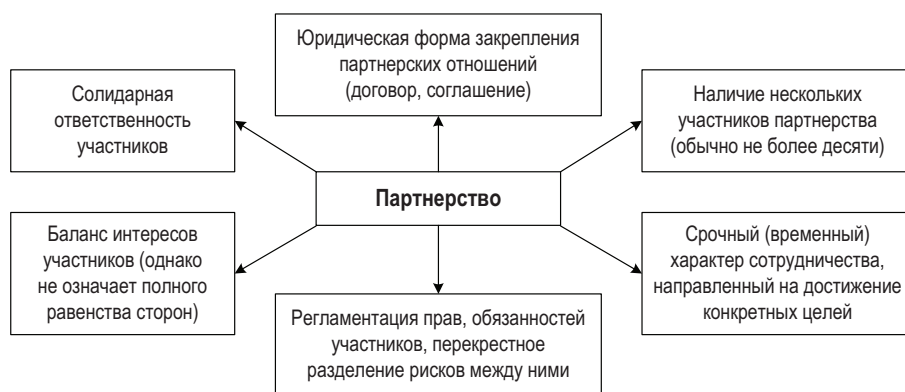 Юридическая форма закрепления
партнерских отношений
(договор, соглашение)
Солидарная
ответственность
участников
Наличие нескольких
участников партнерства
(обычно не более десяти)
Партнерство
Баланс интересов
участников (однако
не означает полного
равенства сторон)
Срочный (временный)
характер сотрудничества,
направленный на достижение
конкретных целей
Регламентация прав, обязанностей
участников, перекрестное
разделение рисков между ними